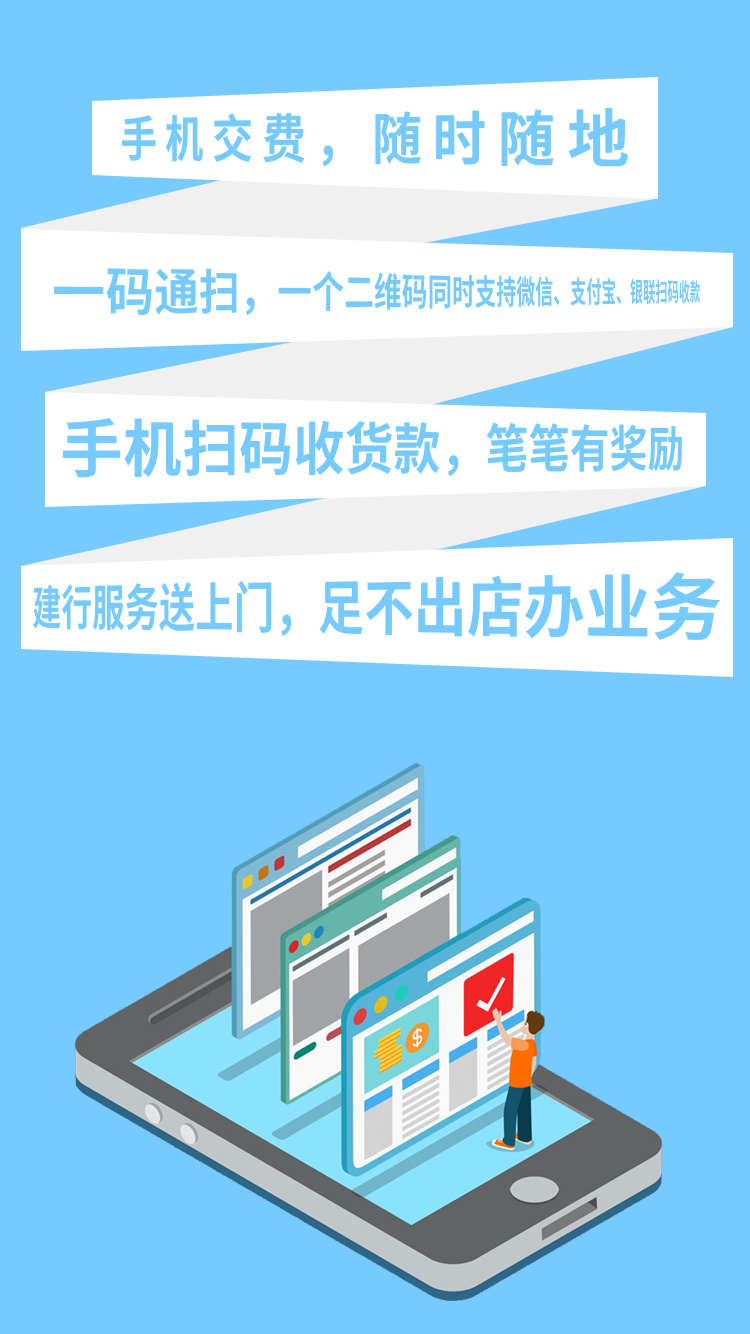 手机交费，随时随地
一码通扫，一个二维码同时支持微信、支付宝、银联扫码收款
手机扫码收货款，笔笔有奖励
建行服务送上门，足不出店办业务
$